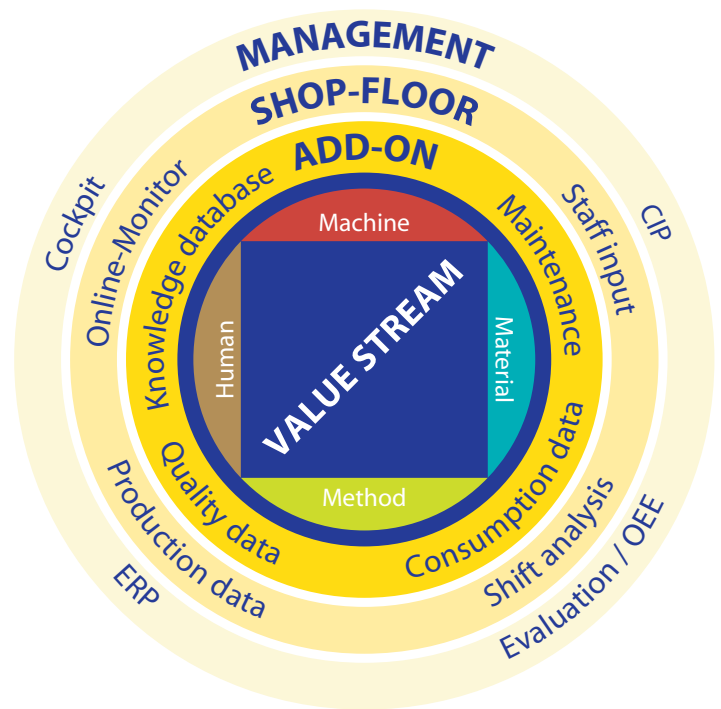 MANAGEMENT
Cockpit
CIP
ERP
Evaluation / OEE
SHOP-FLOOR
Online-Monitor
Staff input
Production data
Shift analysis
ADD-ON
Knowledge database
Maintenance
Quality data
Consumption data
Machine
Human
VALUE STREAM
Material
Method